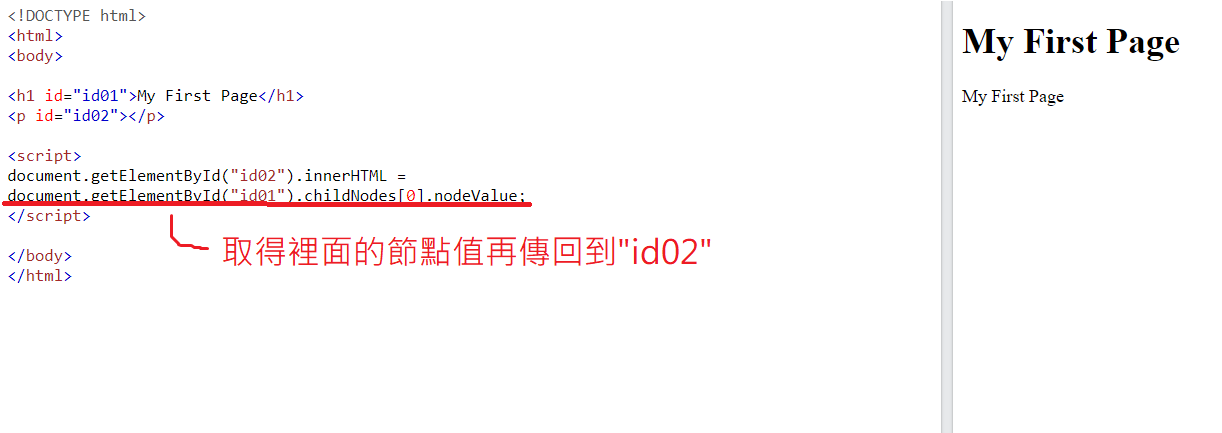 <!DOCTYPE html>
<html>
<body>
<h1 id="id01">My First Page</h1>
<p id="id02"></p>
<script>
document.getElementById("id02").innerHTML =
document.getElementById("id01").childNodes[0].nodeValue;
</script>
取得裡面的節點值再傳回到"id02"
</body>
</html>
My First Page
My First Page